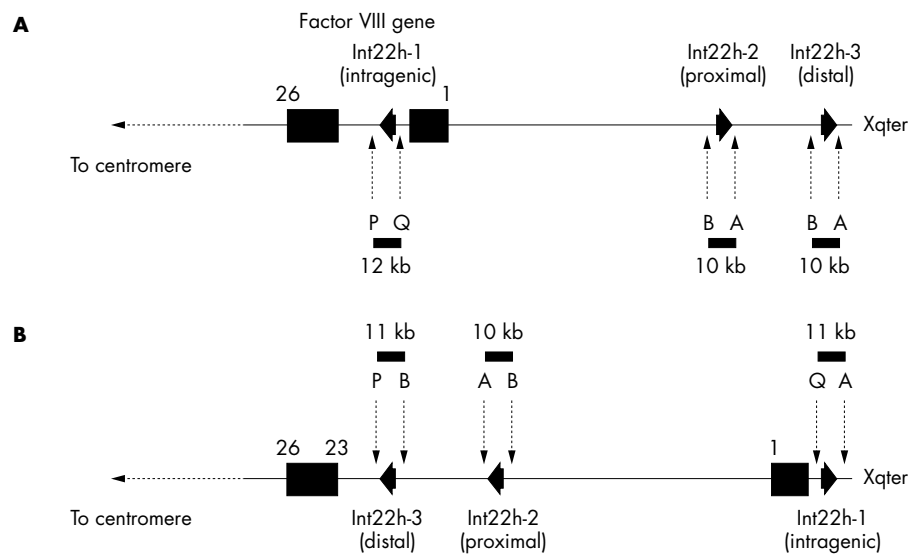 A
Factor VIII gene
Int22h-1
(intragenic)
Int22h-2
(proximal)
Int22h-3
(distal)
26
1
Xqter
To centromere
P Q
B A
B A
12 kb
10 kb
10 kb
B
11 kb
10 kb
11 kb
P B
A B
Q A
26 23
1
Xqter
To centromere
Int22h-3
(distal)
Int22h-2
(proximal)
Int22h-1
(intragenic)